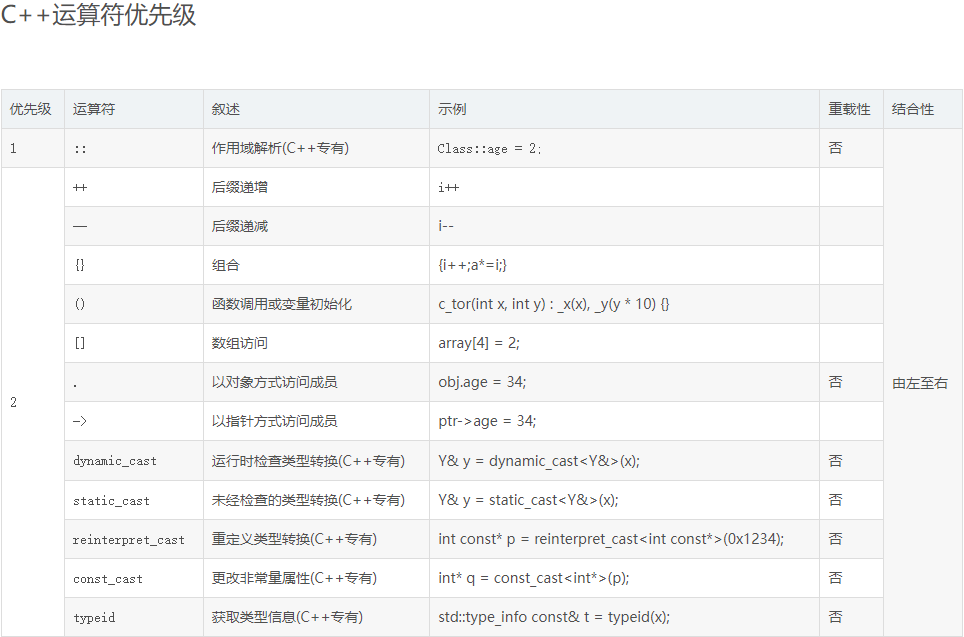 C++运算符优先级
优先级 运算符 叙述 示例 重载性 结合性
1 :: 作用域解析(C++专有) Class::age = 2; 否
++ 后缀递增 i++
— 后缀递减 i--
{} 组合 {i++;a*=i;}
() 函数调用或变量初始化 c_tor(int x, int y) : _x(x), _y(y * 10) {}
[] 数组访问 array[4] = 2;
. 以对象方式访问成员 obj.age = 34; 否 由左至右
2
-> 以指针方式访问成员 ptr->age = 34;
dynamic_cast 运行时检查类型转换(C++专有) Y& y = dynamic_cast<Y&>(x); 否
static_cast 未经检查的类型转换(C++专有) Y& y = static_cast<Y&>(x); 否
reinterpret_cast 重定义类型转换(C++专有) int const* p = reinterpret_cast<int const*>(0x1234); 否
const_cast 更改非常量属性(C++专有) int* q = const_cast<int*>(p); 否
typeid 获取类型信息(C++专有) std::type_info const& t = typeid(x); 否